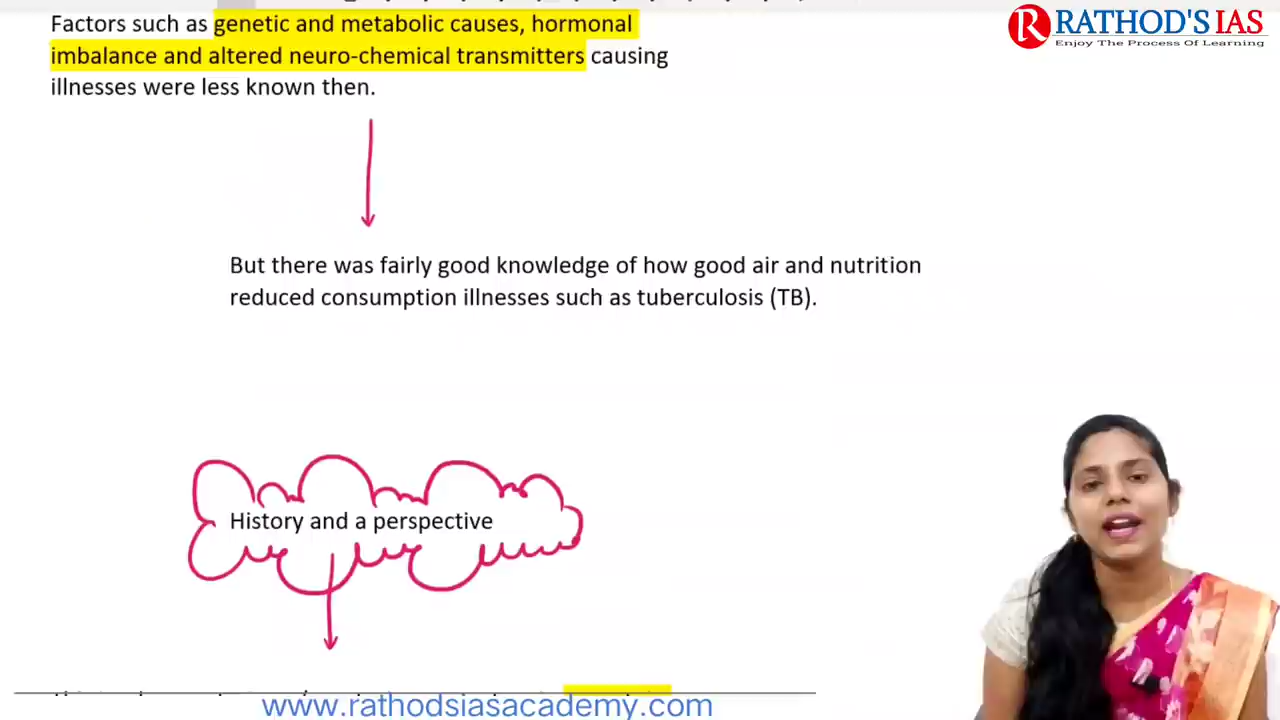 RATHOD'S IAS
Enjoy The Process Of Learning
Factors such as genetic and metabolic causes, hormonal
imbalance and altered neuro-chemical transmitters causing
illnesses were less known then.
But there was fairly good knowledge of how good air and nutrition
reduced consumption illnesses such as tuberculosis (TB).
History and a perspective
www.rathodsiasacademy.com